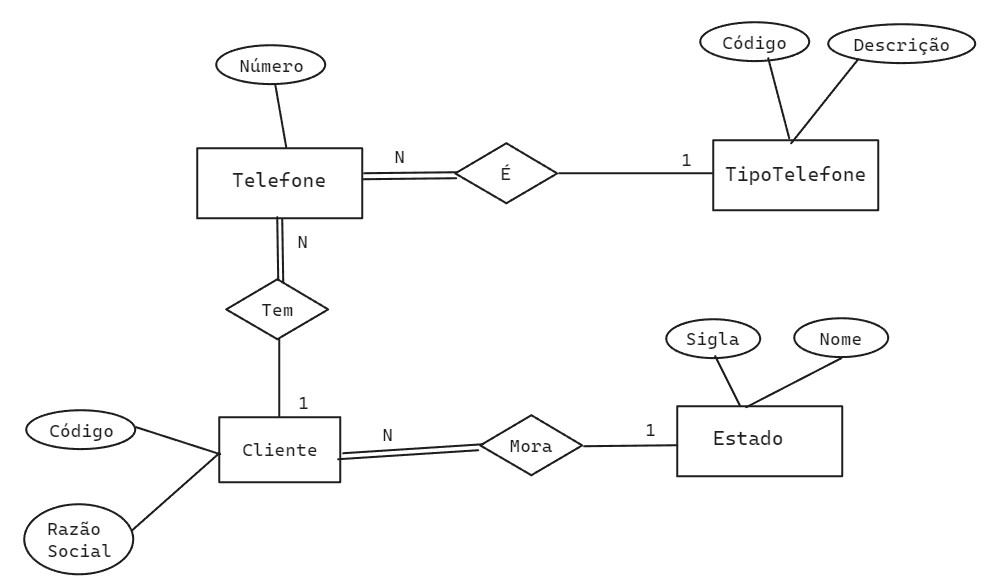 Código
Descrição
Número
N
É
1
Telefone
TipoTelefone
N
Tem
1
Sigla
Nome
Código
Cliente
N
Mora
1
Estado
Razão
Social